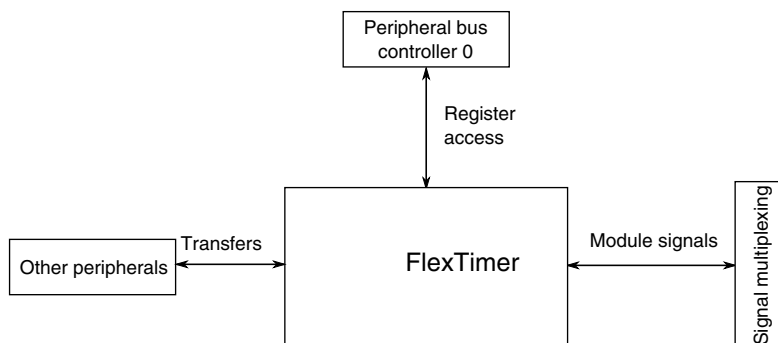 Peripheral bus
controller 0
Register
access
Transfers
Other peripherals
FlexTimer
Module signals
Signal multiplexing